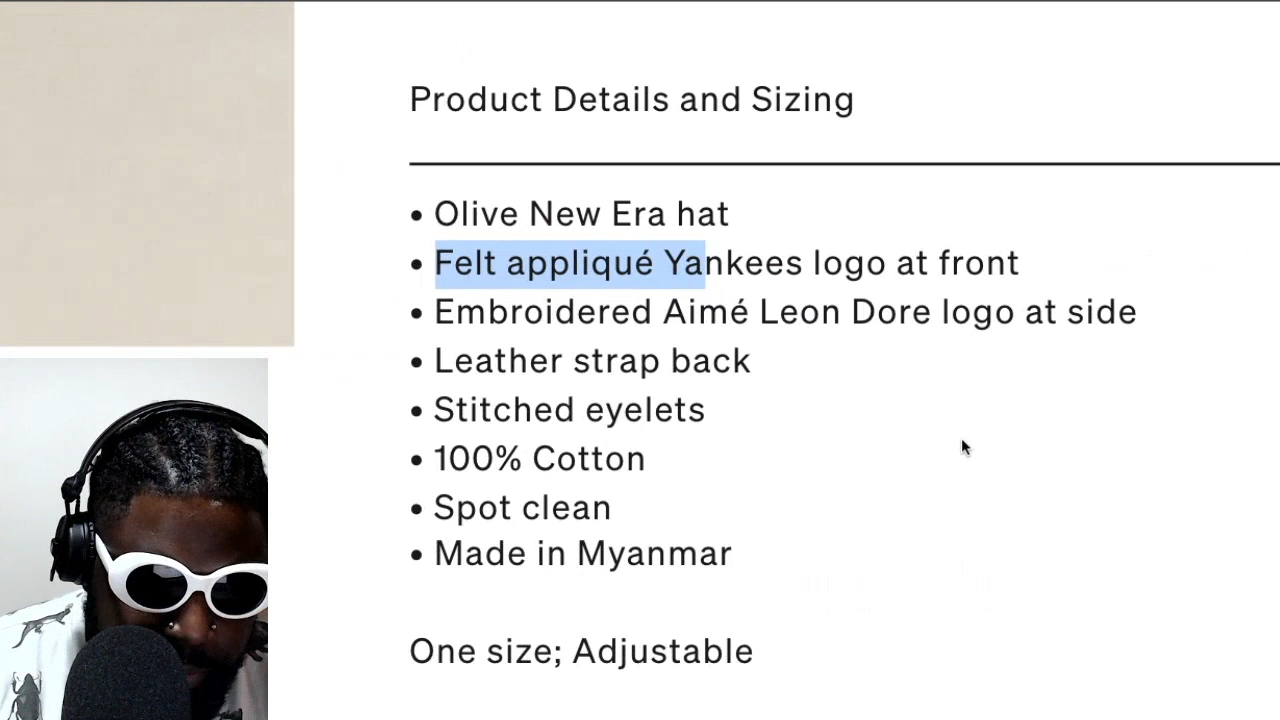 Product Details and Sizing
• Olive New Era hat
• Felt appliqué Yankees logo at front
• Embroidered Aimé Leon Dore logo at side
• Leather strap back
• Stitched eyelets
• 100% Cotton
• Spot clean
• Made in Myanmar
One size; Adjustable